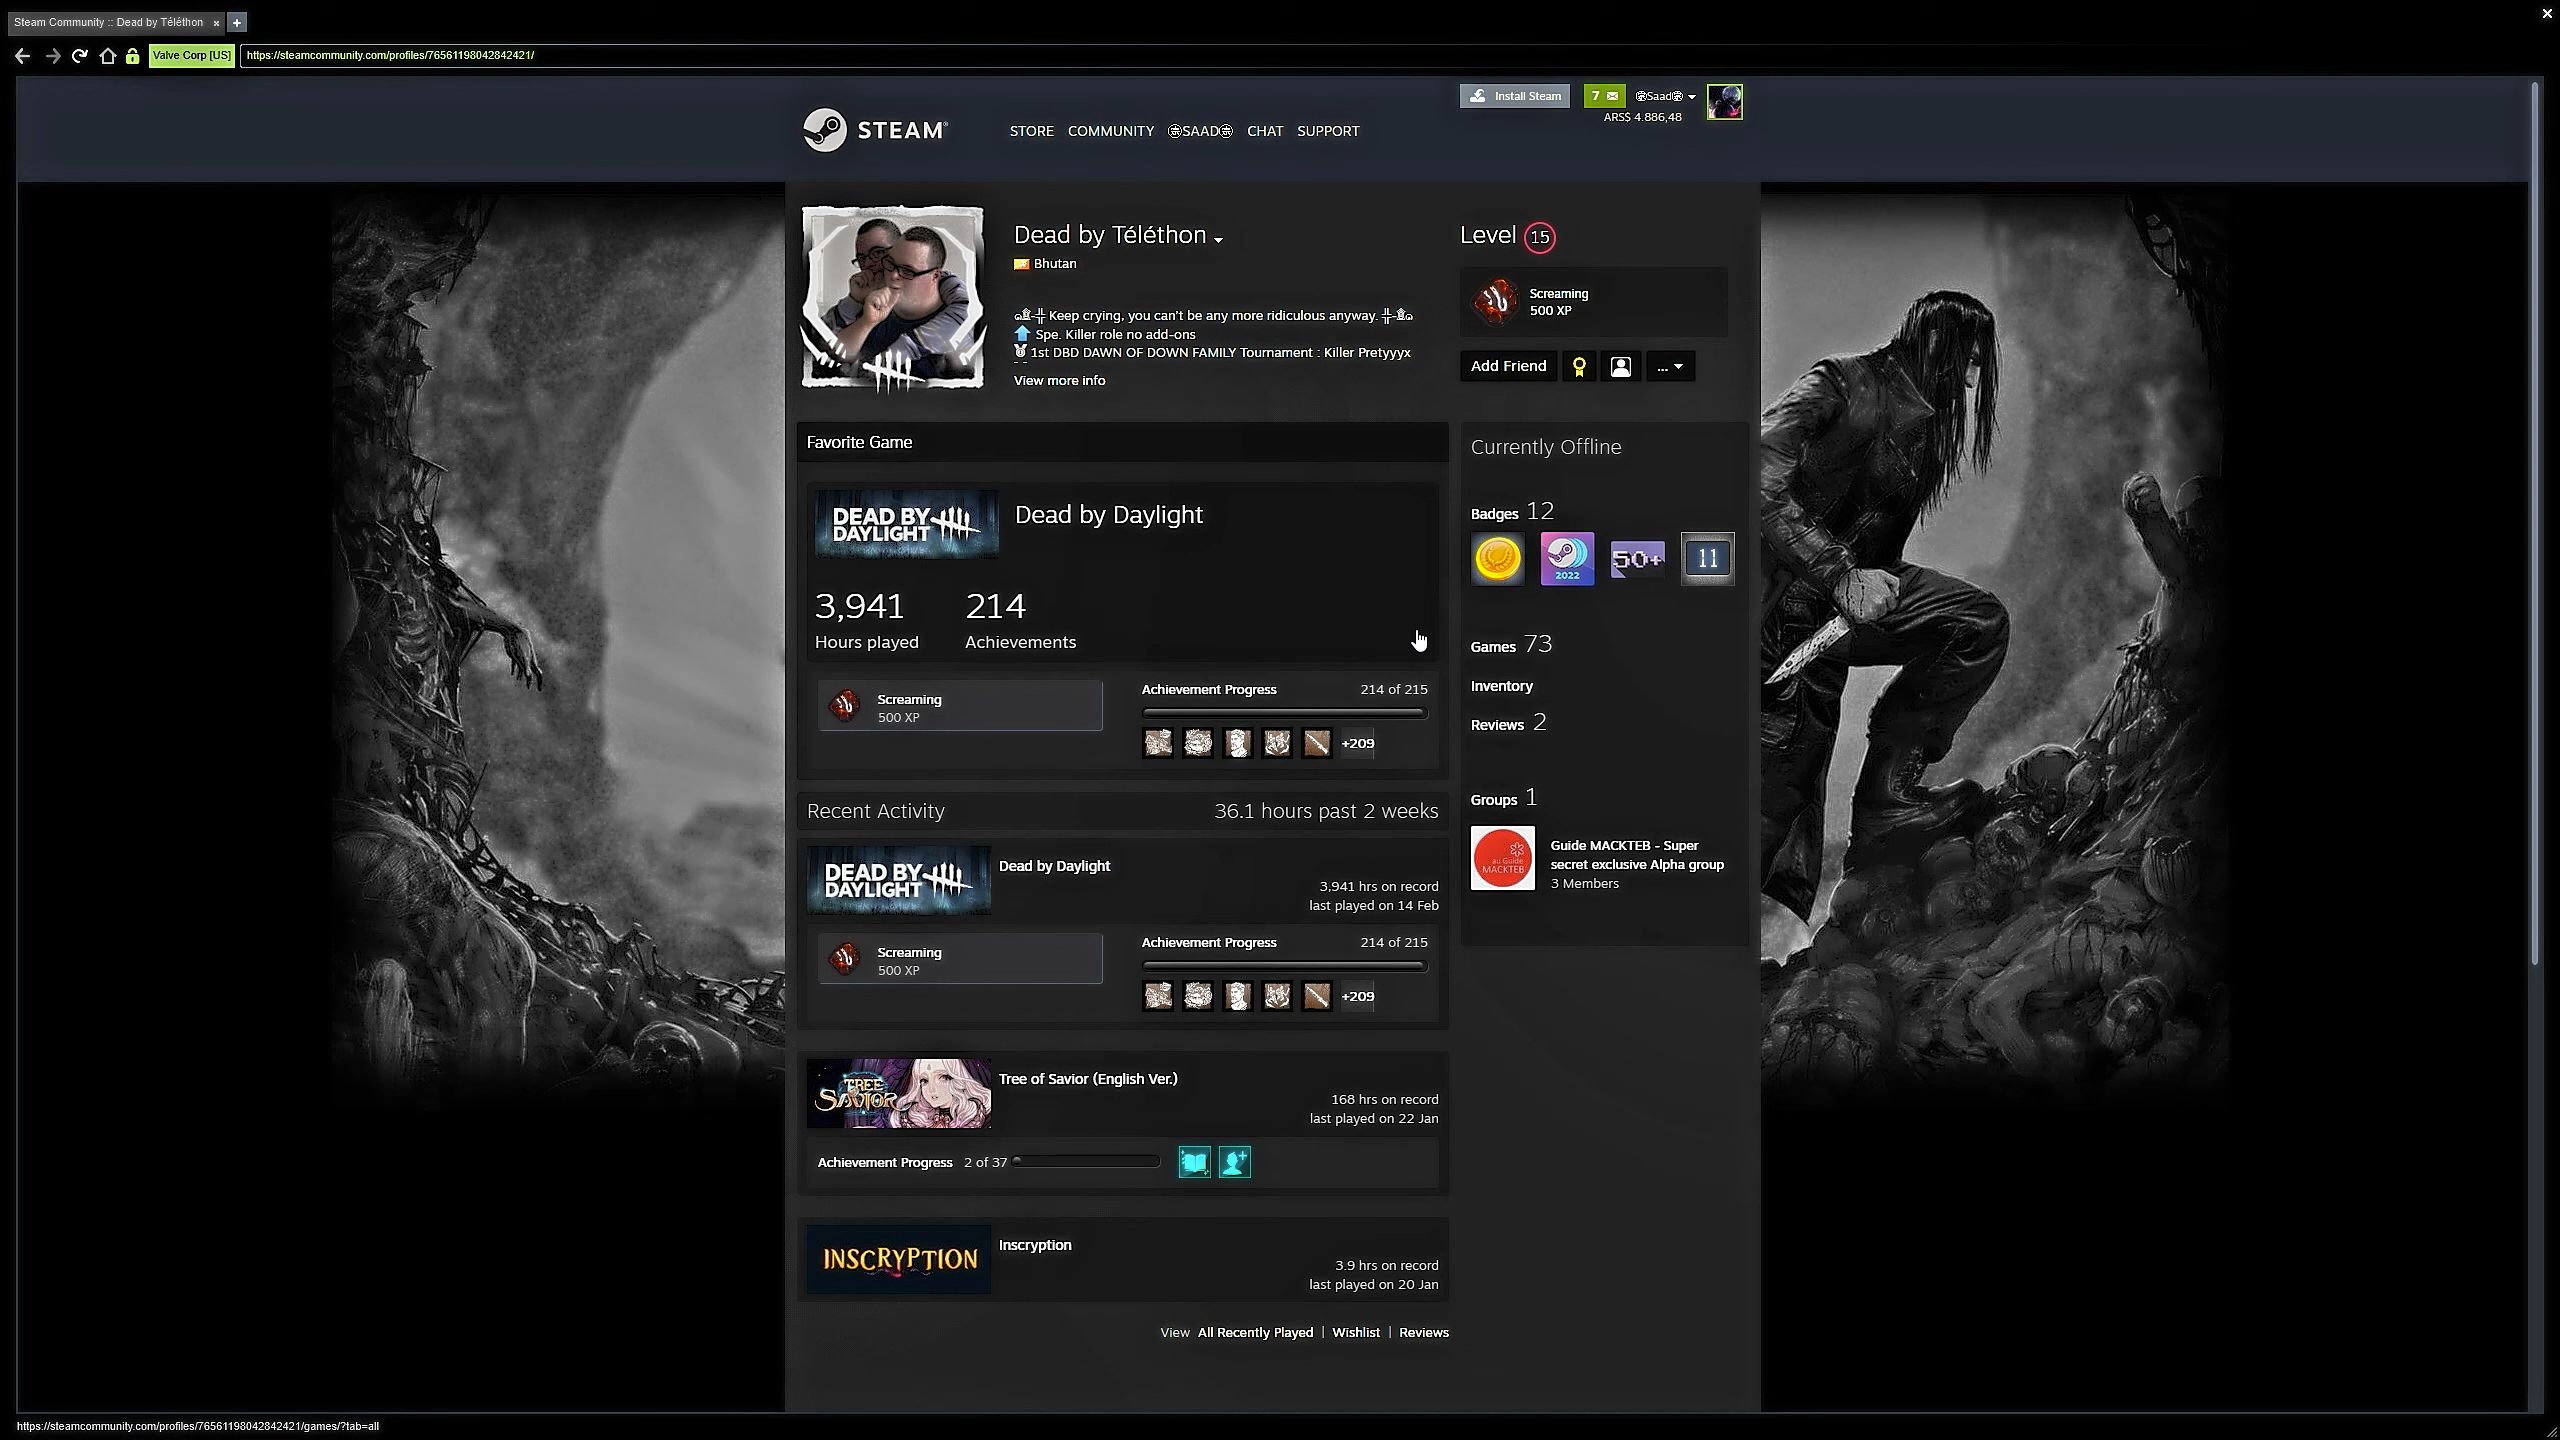 Steam Community :: Dead by Téléthon × +
Valve Corp [US] https://steamcommunity.com/profiles/76561198042842421/
Install Steam 7 Saad
ARS$ 4.886,48
STEAM® STORE COMMUNITY SAAD CHAT SUPPORT
Dead by Téléthon
Bhutan
Keep crying, you can't be any more ridiculous anyway.
Spe. Killer role no add-ons
1st DBD DAWN OF DOWN FAMILY Tournament : Killer Pretyyyx
View more info
Level 15
Screaming
500 XP
Add Friend ...
Favorite Game
DEAD BY DAYLIGHT
Dead by Daylight
3,941 214
Hours played Achievements
Screaming
500 XP
Achievement Progress 214 of 215
+209
Recent Activity 36.1 hours past 2 weeks
DEAD BY DAYLIGHT
Dead by Daylight
3,941 hrs on record
last played on 14 Feb
Screaming
500 XP
Achievement Progress 214 of 215
+209
TREE SAVIOR
Tree of Savior (English Ver.)
168 hrs on record
last played on 22 Jan
Achievement Progress 2 of 37
INSCRYPTION
Inscryption
3.9 hrs on record
last played on 20 Jan
View All Recently Played | Wishlist | Reviews
Currently Offline
Badges 12
2022 50+ 11
Games 73
Inventory
Reviews 2
Groups 1
au Guide
MACKTEB
Guide MACKTEB - Super
secret exclusive Alpha group
3 Members
https://steamcommunity.com/profiles/76561198042842421/games/?tab=all